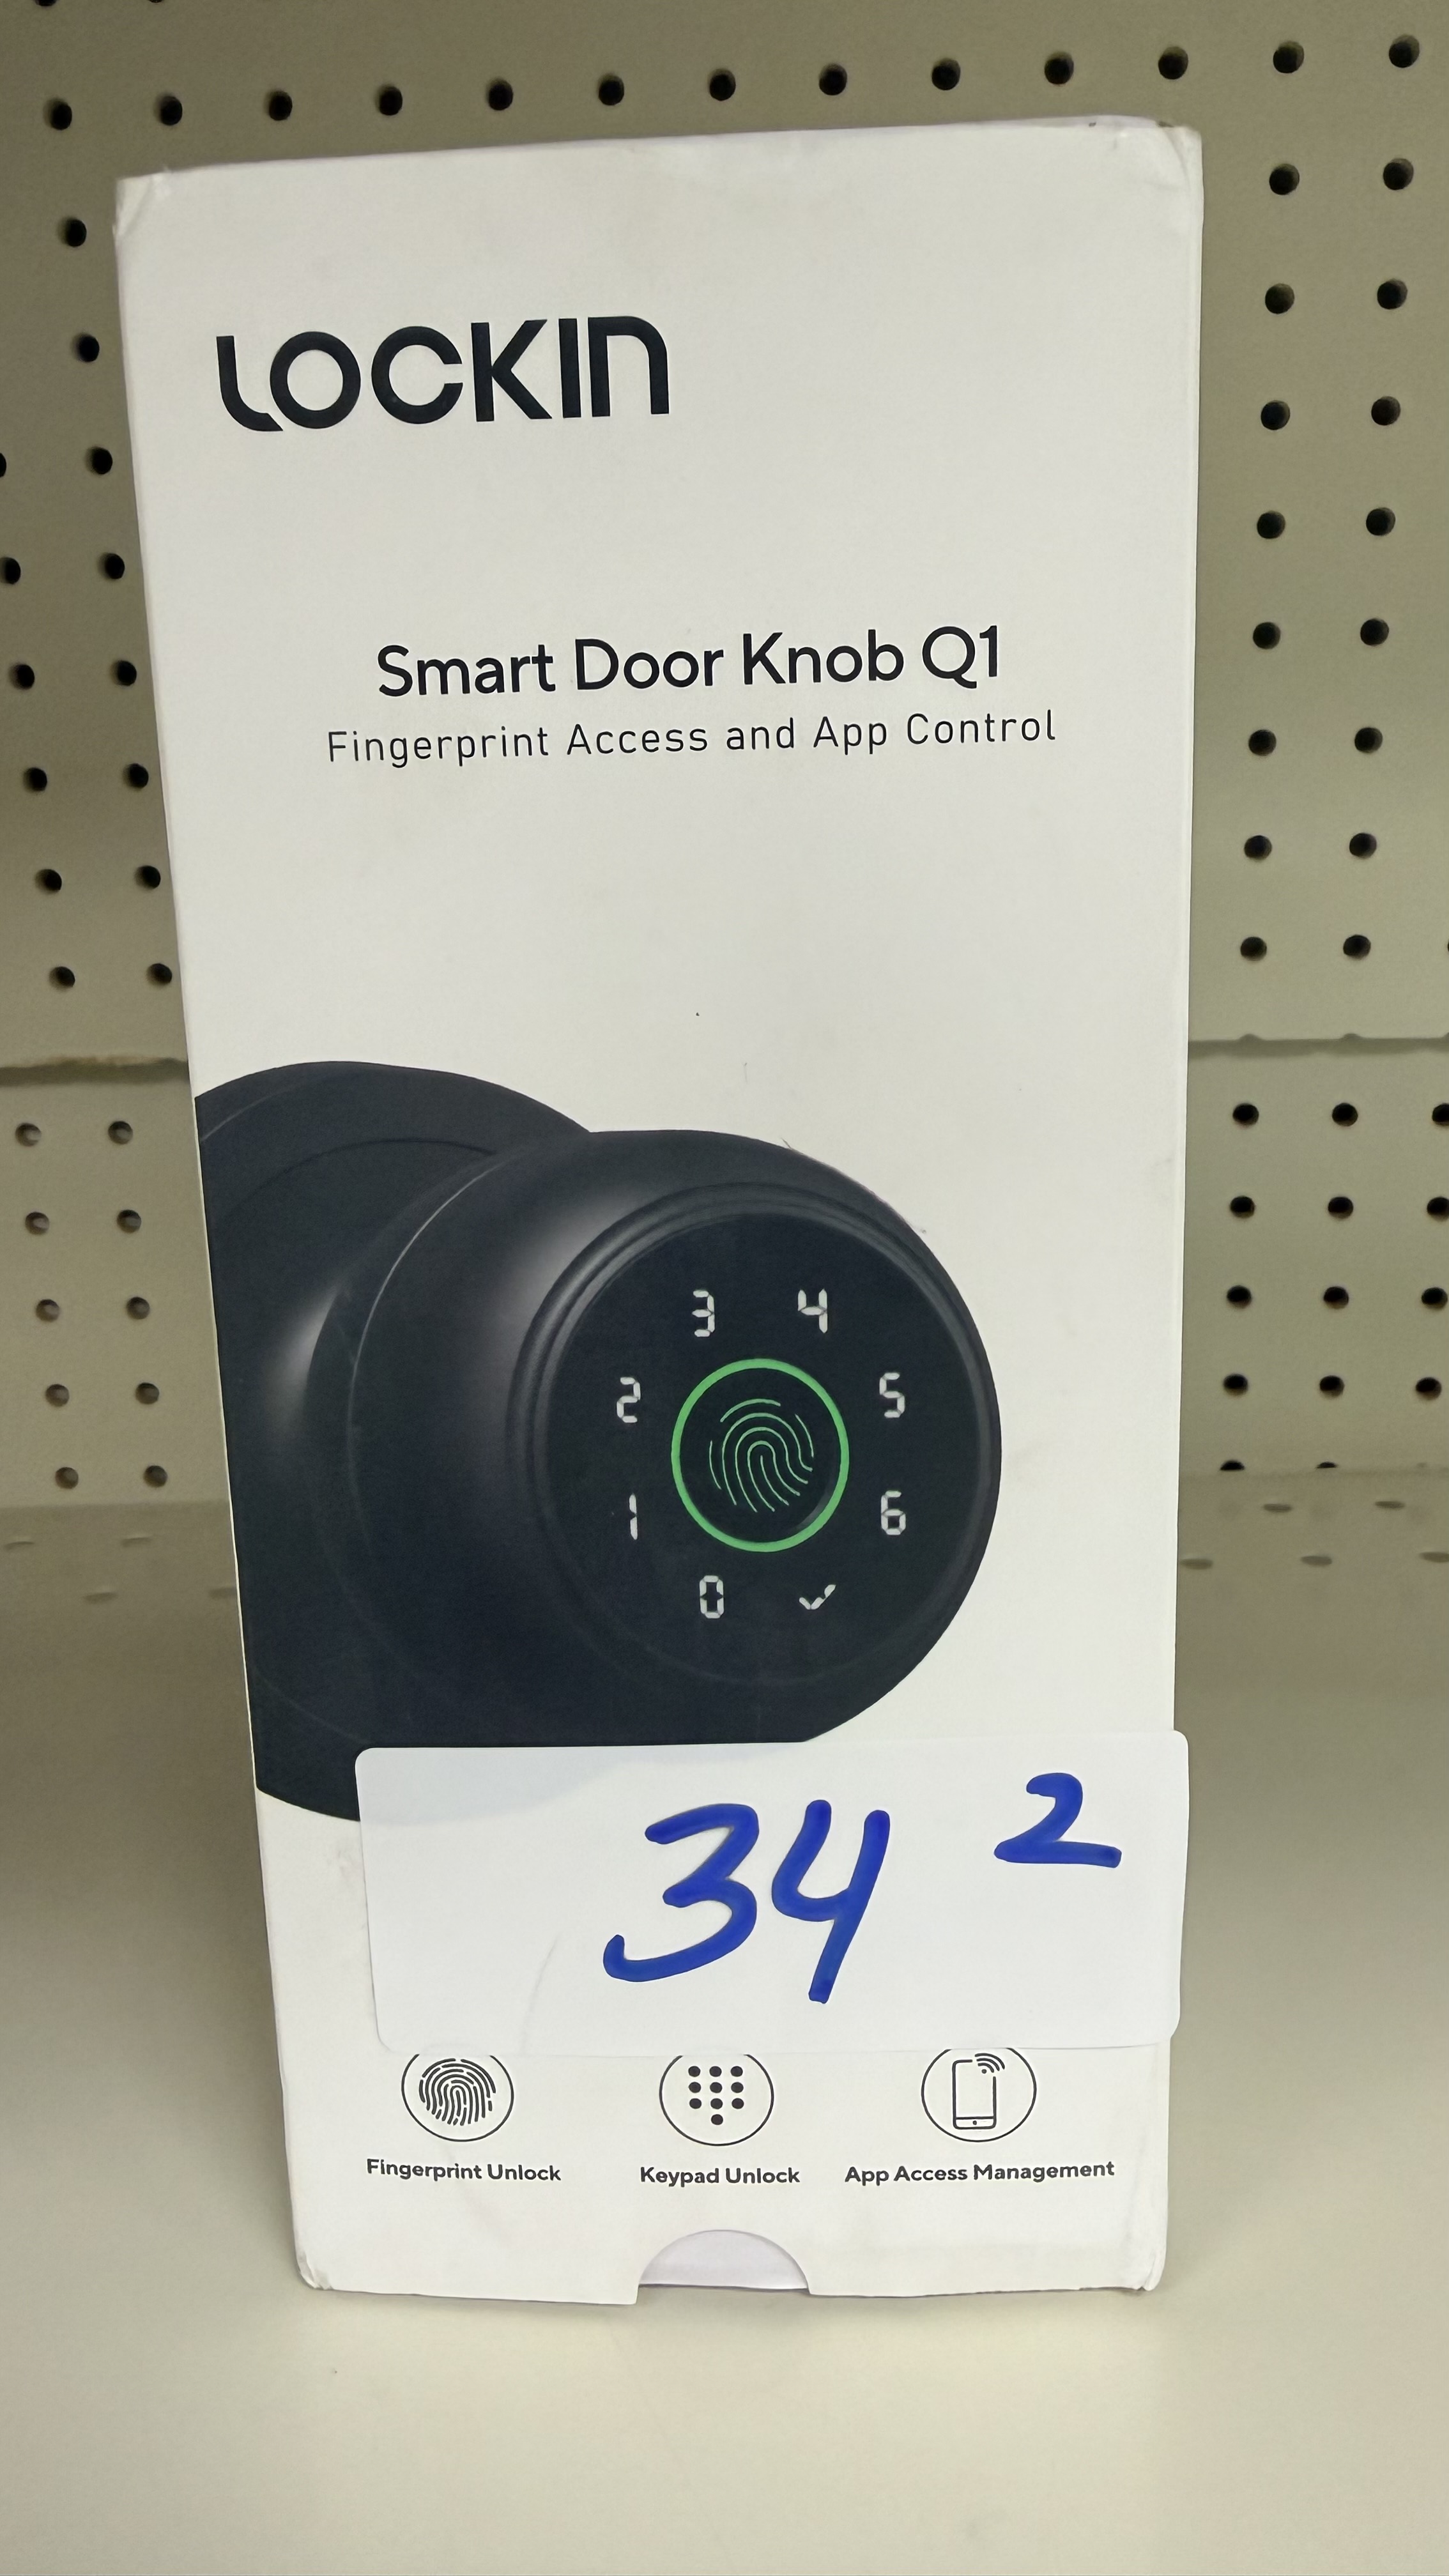 LOCKIN
Smart Door Knob Q1
Fingerprint Access and App Control
3 4
2 5
1 6
0
34 2
Fingerprint Unlock Keypad Unlock App Access Management